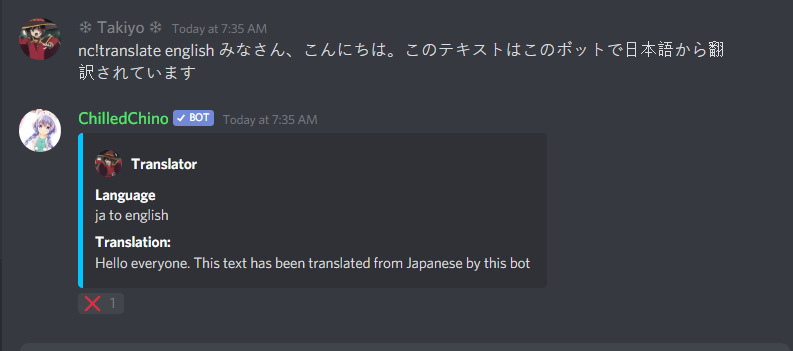 ❄ Takiyo ❄ Today at 7:35 AM
nc!translate english みなさん、こんにちは。このテキストはこのボットで日本語から翻
訳されています
ChilledChino ✓ BOT Today at 7:35 AM
Translator
Language
ja to english
Translation:
Hello everyone. This text has been translated from Japanese by this bot
❌ 1